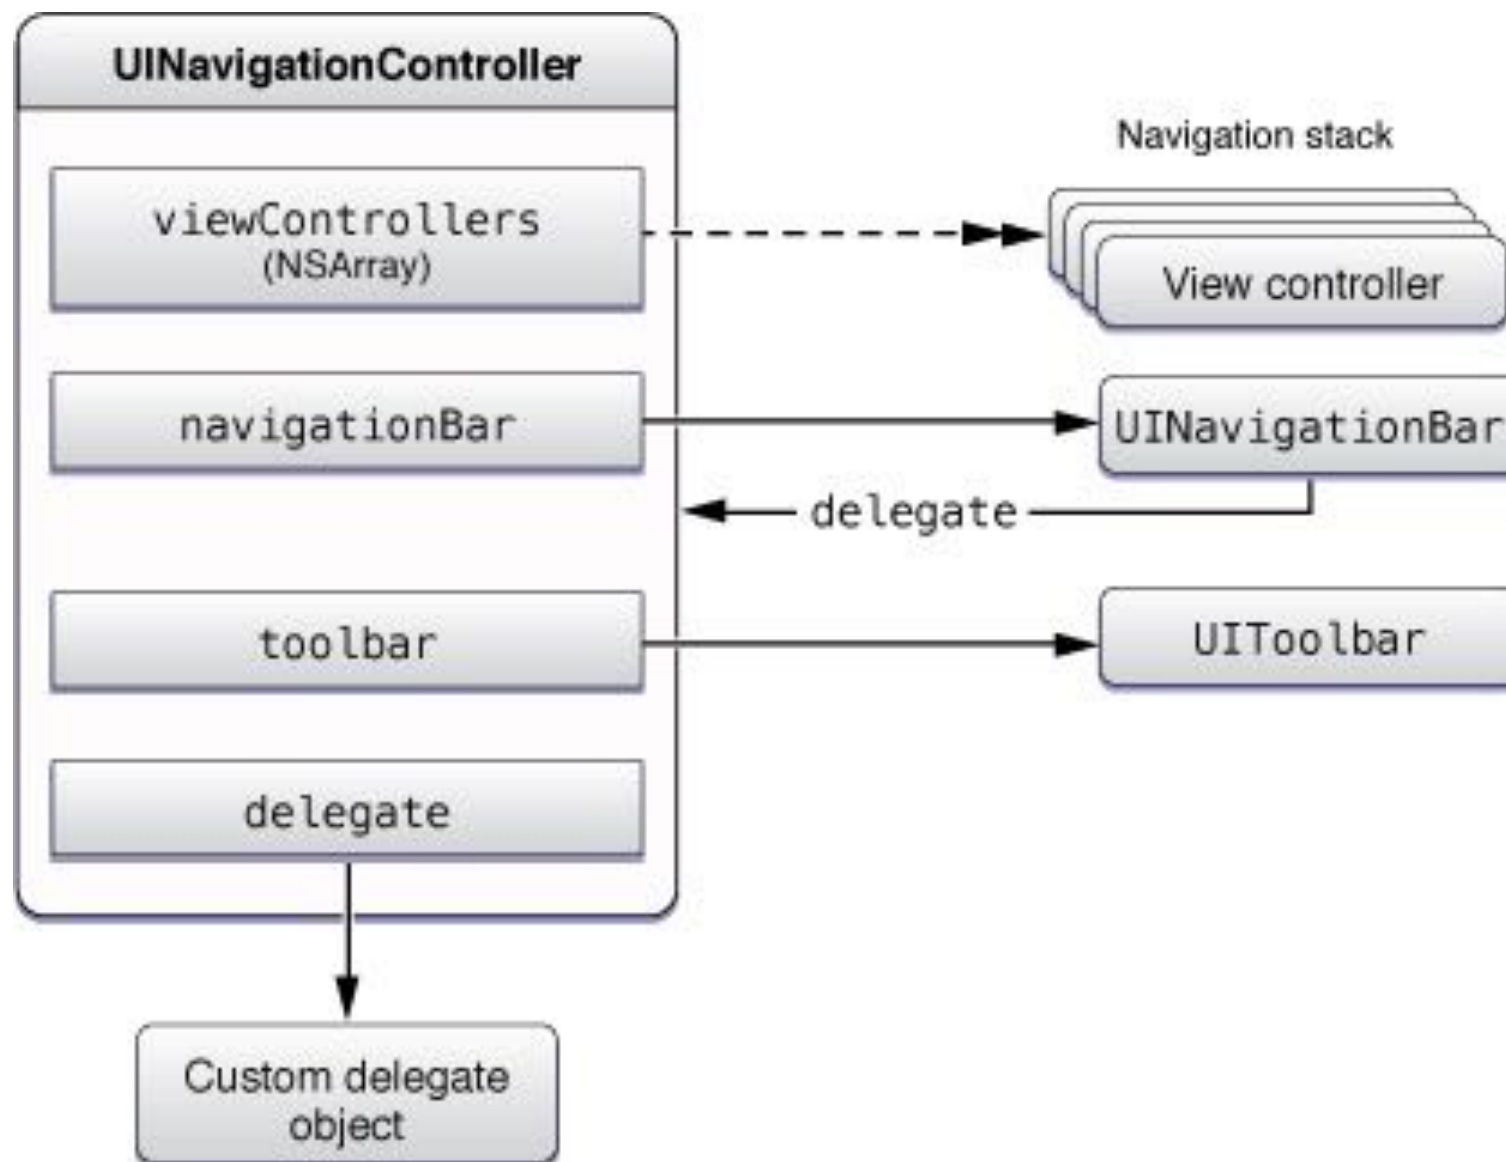 UINavigationController
Navigation stack
viewControllers
(NSArray)
View controller
navigationBar
UINavigationBar
delegate
toolbar
UIToolbar
delegate
Custom delegate
object